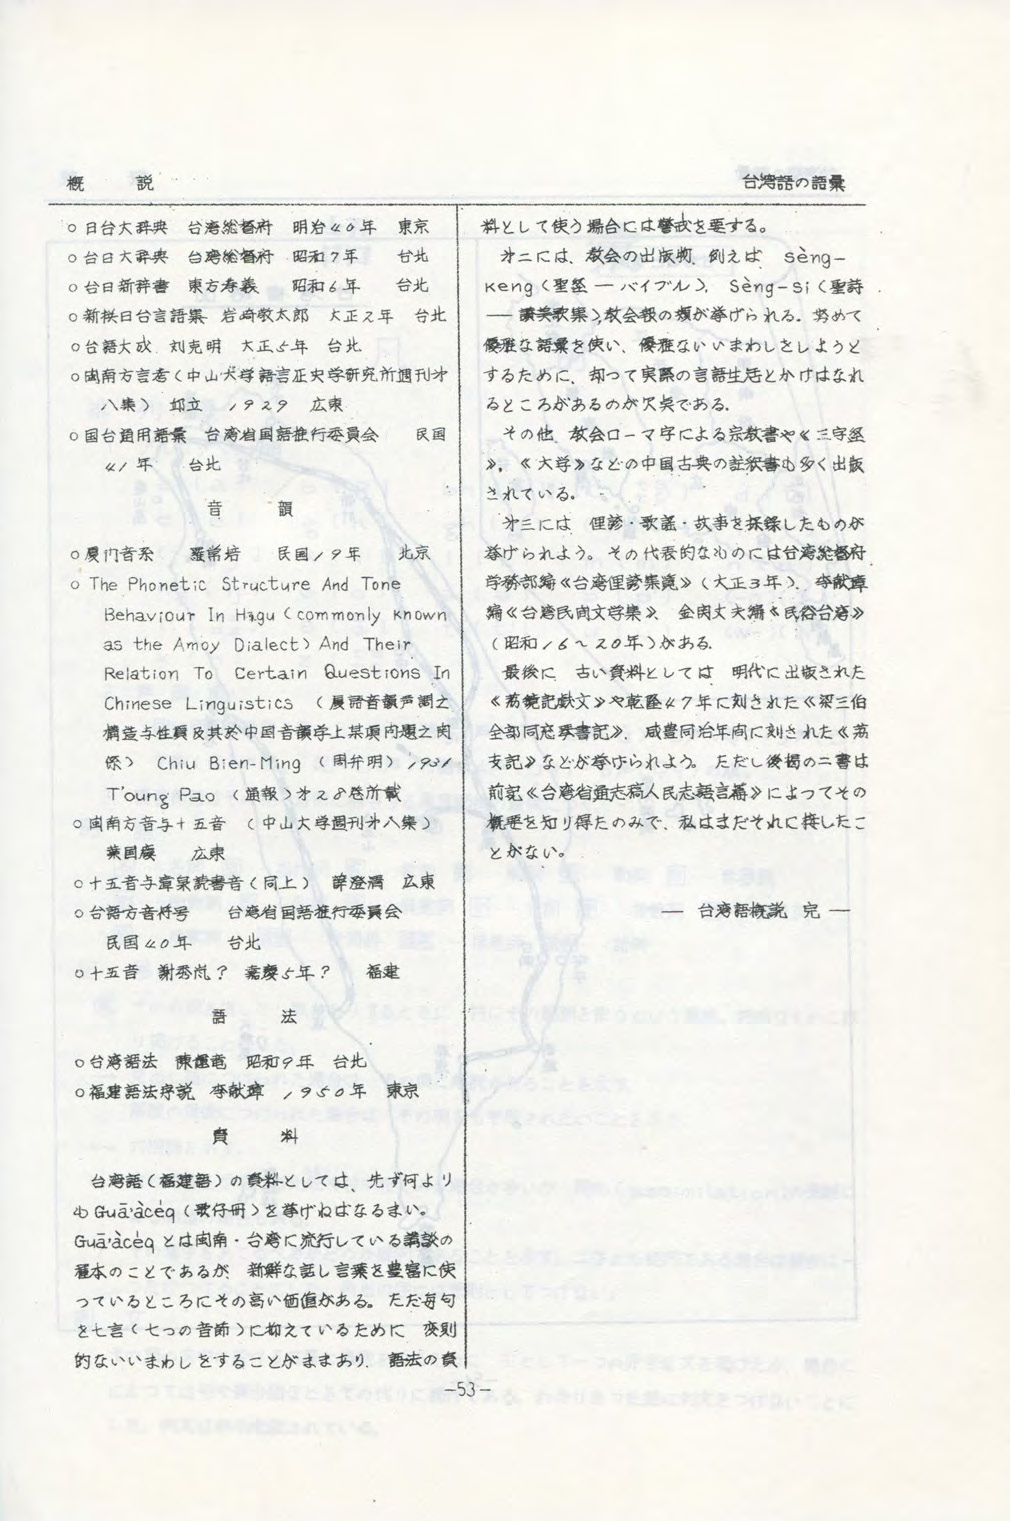 概　説
台湾語の語彙
○日台大辞典　台湾総督府　明治40年　東京
○台日大辞典　台湾総督府　昭和7年　台北
○台日新辞書　東方孝義　昭和6年　台北
○新撰日台言語集　岩崎敬太郎　大正2年　台北
○台語大成　刘克明　大正5年　台北
○閩南方言考（中山大学語言歴史学研究所週刊才
八集）　邱立　1929　広東
○国台通用語彙　台湾省国語推行委員会　民国
41年　台北
音　韻
○厦门音系　羅常培　民国19年　北京
○The Phonetic Structure And Tone
Behaviour In Hagu (commonly Known
as the Amoy Dialect) And Their
Relation To Certain Questions In
Chinese Linguistics （厦語音韻声調之
構造与性質及其於中国音韻学上某項问題之関
係）　Chiu Bien-Ming （周弁明）1931
T'oung Pao （通報）才28巻所載
○閩南方音与十五音　（中山大学週刊才八集）
葉国慶　広東
○十五音与漳泉読書音（同上）　薛澄清　広東
○台語方音符号　台湾省国語推行委員会
民国40年　台北
○十五音　謝秀嵐？　嘉慶5年？　福建
語　法
○台湾語法　陳輝竜　昭和9年　台北
○福建語法序説　李献璋　1950年　東京
資　料
台湾語（福建語）の資料としては、先ず何より
も Guā'àcéq（歌仔冊）を挙げねばなるまい。
Guā'àcéq とは閩南・台湾に流行している講談の
種本のことであるが、新鮮な話し言葉を豊富に使
っているところにその高い価値がある。ただ毎句
を七言（七つの音節）に抑えているために、変則
的ないいまわしをすることがままあり、語法の資
料として使う場合には警戒を要する。
才二には、教会の出版物、例えば Sèng-
Keng（聖経 — バイブル）、Sèng-si（聖詩
— 讃美歌集）、教会報の類が挙げられる。努めて
優雅な語彙を使い、優雅ないいまわしをしようと
するために、却って実際の言語生活とかけはなれ
るところがあるのが欠点である。
その他、教会ローマ字による宗教書や《三字経
》，《大学》などの中国古典の註釈書も多く出版
されている。
才三には、俚諺・歌謡・故事を採録したものが
挙げられよう。その代表的なものには台湾総督府
学務部編《台湾俚諺集覧》（大正3年）、李献璋
編《台湾民间文学集》、金関丈夫編《民俗台湾》
（昭和16～20年）がある。
最後に、古い資料としては、明代に出版された
《荔鏡記戯文》や乾隆47年に刻された《梁三伯
全部同窓琴書記》、咸豊同治年间に刻された《荔
支記》などが挙げられよう。ただし後掲の二書は
前記《台湾省通志稿人民志語言篇》によってその
概要を知り得たのみで、私はまだそれに接したこ
とがない。
— 台湾語概説 完 —
-53-